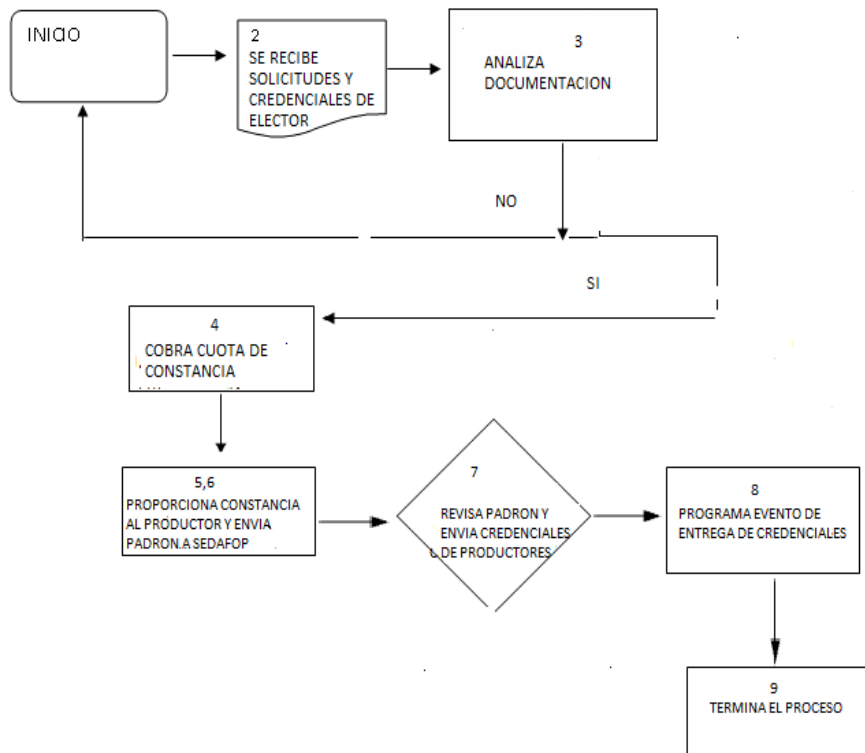 INICIO
2
SE RECIBE
SOLICITUDES Y
CREDENCIALES DE
ELECTOR
3
ANALIZA
DOCUMENTACION
NO
SI
4
COBRA CUOTA DE
CONSTANCIA
5,6
PROPORCIONA CONSTANCIA
AL PRODUCTOR Y ENVIA
PADRON.A SEDAFOP
7
REVISA PADRON Y
ENVIA CREDENCIALES
DE PRODUCTORES
8
PROGRAMA EVENTO DE
ENTREGA DE CREDENCIALES
9
TERMINA EL PROCESO